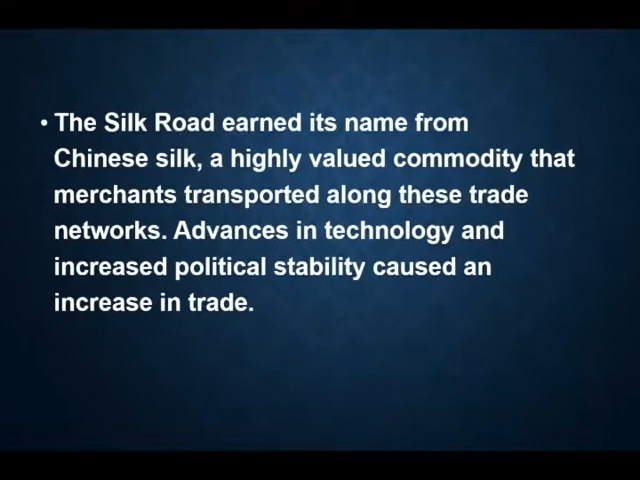 • The Silk Road earned its name from
Chinese silk, a highly valued commodity that
merchants transported along these trade
networks. Advances in technology and
increased political stability caused an
increase in trade.